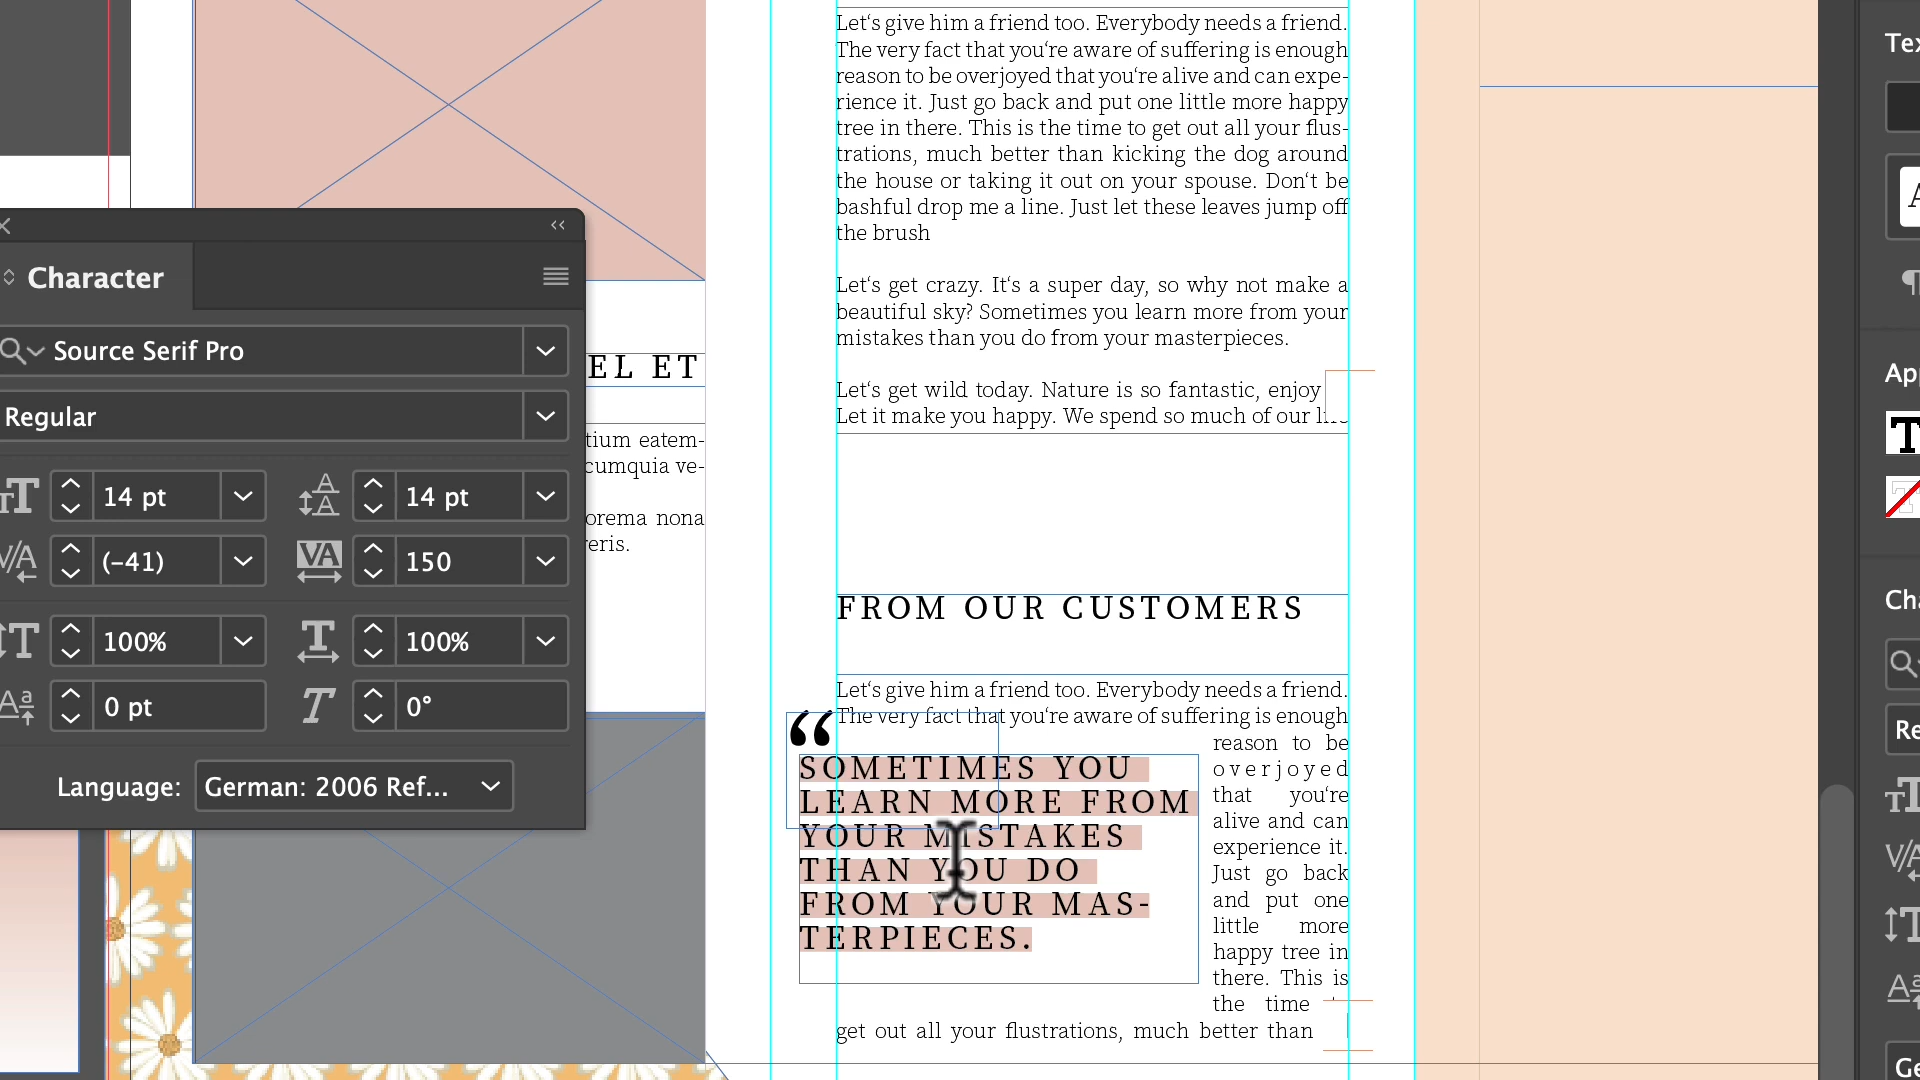 Let‘s give him a friend too. Everybody needs a friend.
The very fact that you‘re aware of suffering is enough
reason to be overjoyed that you‘re alive and can expe-
rience it. Just go back and put one little more happy
tree in there. This is the time to get out all your flus-
trations, much better than kicking the dog around
the house or taking it out on your spouse. Don‘t be
bashful drop me a line. Just let these leaves jump off
the brush
Let‘s get crazy. It‘s a super day, so why not make a
beautiful sky? Sometimes you learn more from your
mistakes than you do from your masterpieces.
Let‘s get wild today. Nature is so fantastic, enjoy
Let it make you happy. We spend so much of our
FROM OUR CUSTOMERS
Let‘s give him a friend too. Everybody needs a friend.
The very fact that you‘re aware of suffering is enough
reason to be
overjoyed
that you‘re
alive and can
experience it.
Just go back
and put one
little more
happy tree in
there. This is
the time
get out all your flustrations, much better than
“
SOMETIMES YOU
LEARN MORE FROM
YOUR MISTAKES
THAN YOU DO
FROM YOUR MAS-
TERPIECES.
EL ET
tium eatem-
cumquia ve-
orema nona
eris.
Character
Source Serif Pro
Regular
14 pt
14 pt
(–41)
150
100%
100%
0 pt
0°
Language: German: 2006 Ref...
Tex
App
Cha
Re
Ge